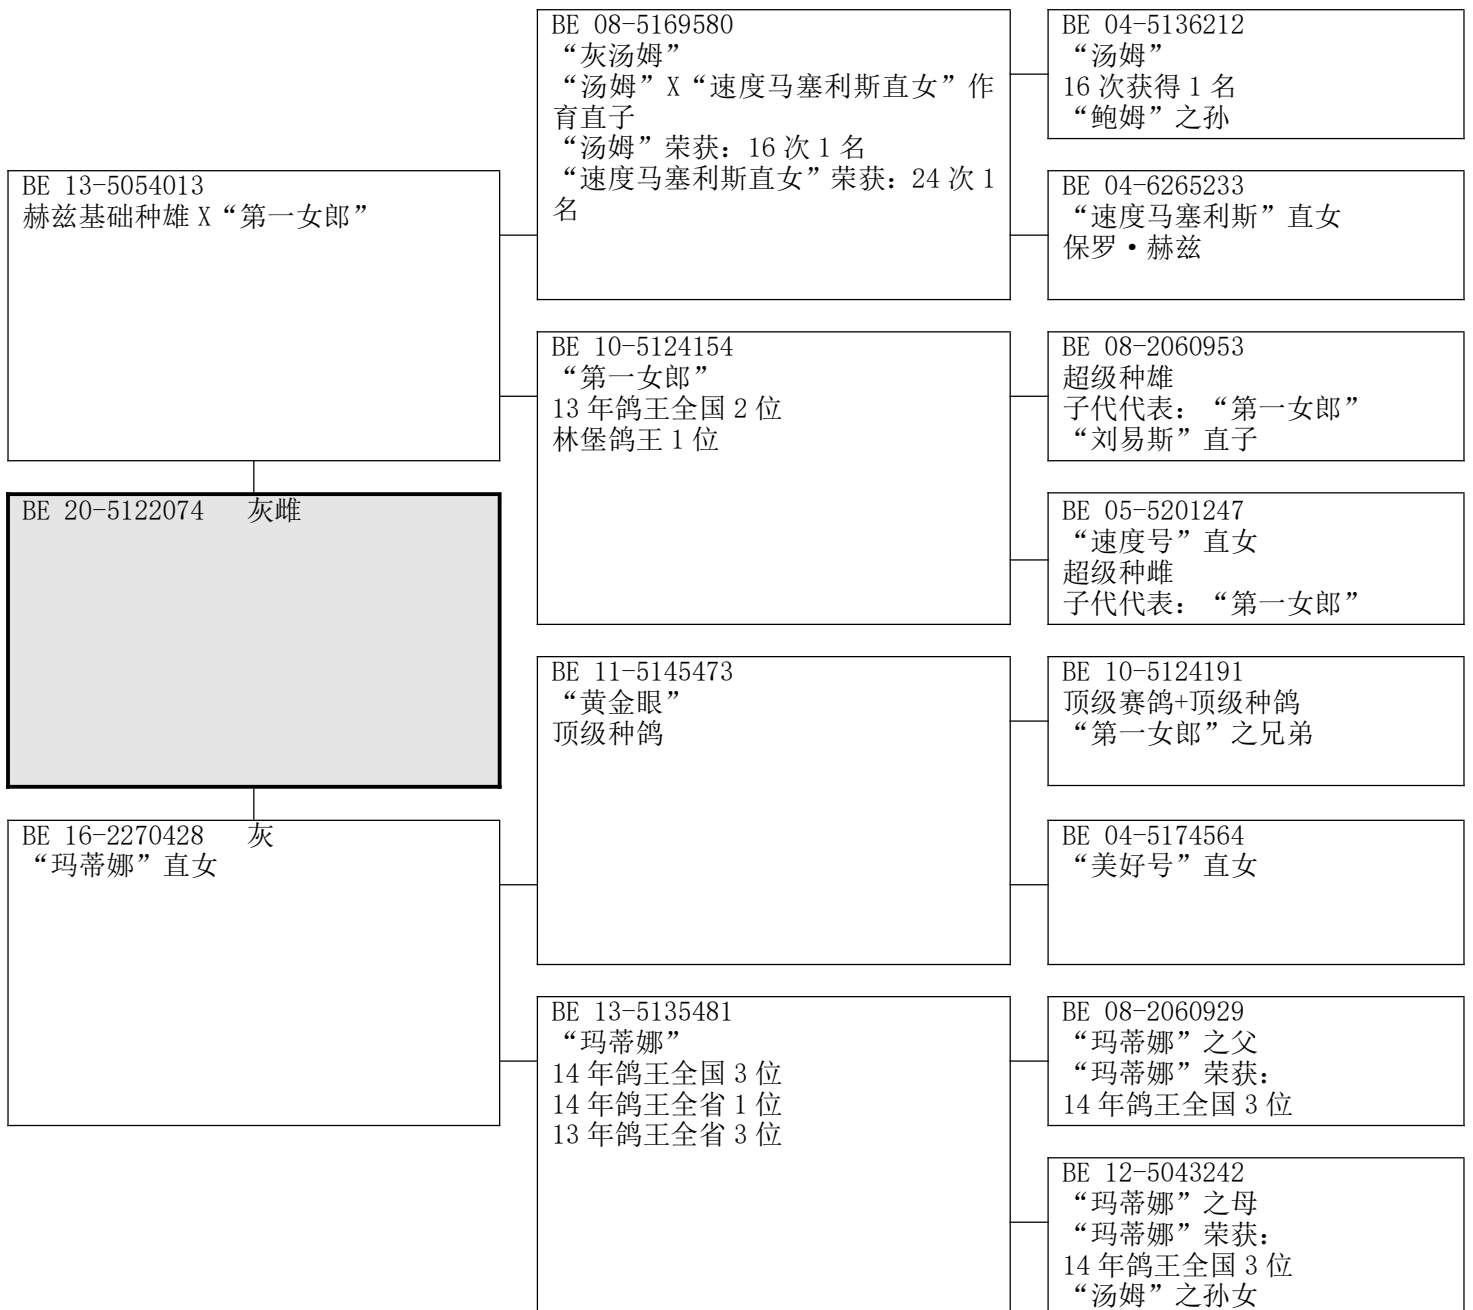 BE 08-5169580
“灰汤姆”
“汤姆”X“速度马塞利斯直女”作
育直子
“汤姆”荣获：16 次 1 名
“速度马塞利斯直女”荣获：24 次 1
名
BE 04-5136212
“汤姆”
16 次获得 1 名
“鲍姆”之孙
BE 13-5054013
赫兹基础种雄 X“第一女郎”
BE 04-6265233
“速度马塞利斯”直女
保罗·赫兹
BE 10-5124154
“第一女郎”
13 年鸽王全国 2 位
林堡鸽王 1 位
BE 08-2060953
超级种雄
子代代表：“第一女郎”
“刘易斯”直子
BE 20-5122074 灰雌
BE 05-5201247
“速度号”直女
超级种雌
子代代表：“第一女郎”
BE 11-5145473
“黄金眼”
顶级种鸽
BE 10-5124191
顶级赛鸽+顶级种鸽
“第一女郎”之兄弟
BE 16-2270428 灰
“玛蒂娜”直女
BE 04-5174564
“美好号”直女
BE 13-5135481
“玛蒂娜”
14 年鸽王全国 3 位
14 年鸽王全省 1 位
13 年鸽王全省 3 位
BE 08-2060929
“玛蒂娜”之父
“玛蒂娜”荣获：
14 年鸽王全国 3 位
BE 12-5043242
“玛蒂娜”之母
“玛蒂娜”荣获：
14 年鸽王全国 3 位
“汤姆”之孙女